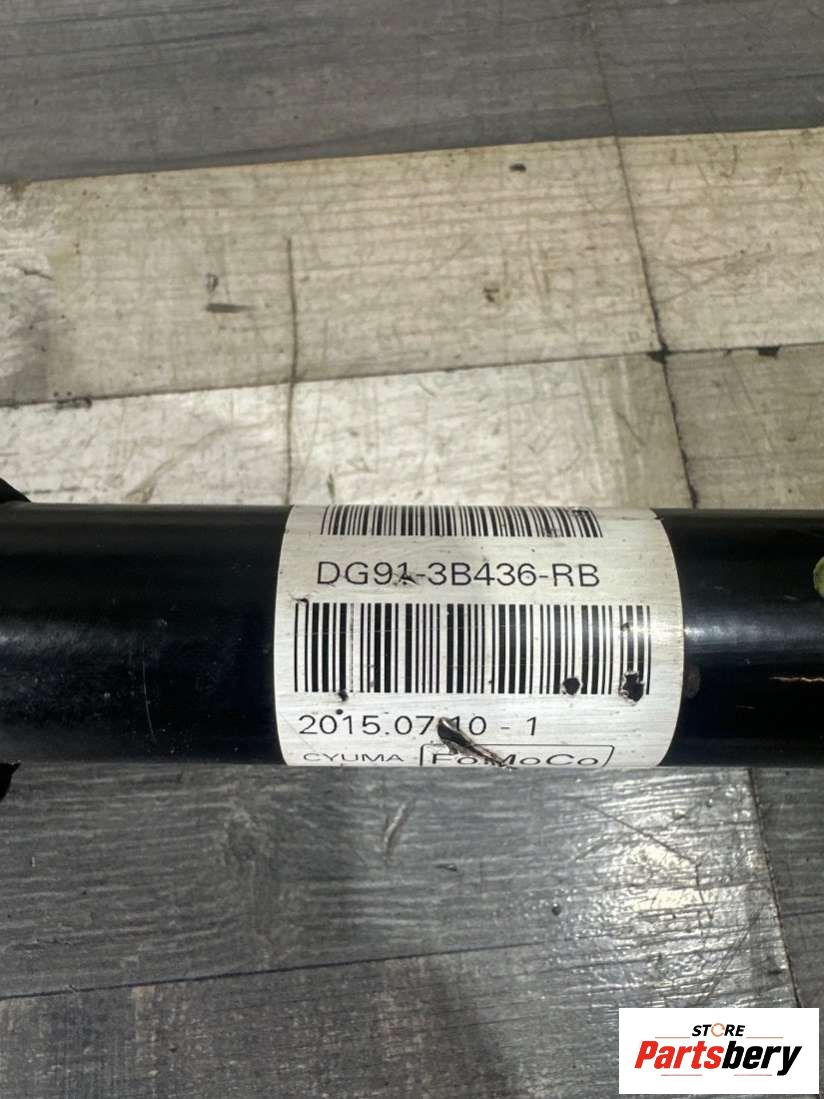 DG91-3B436-RB
2015.07.10 - 1
CYUMA FoMoCo
STORE
Partsbery